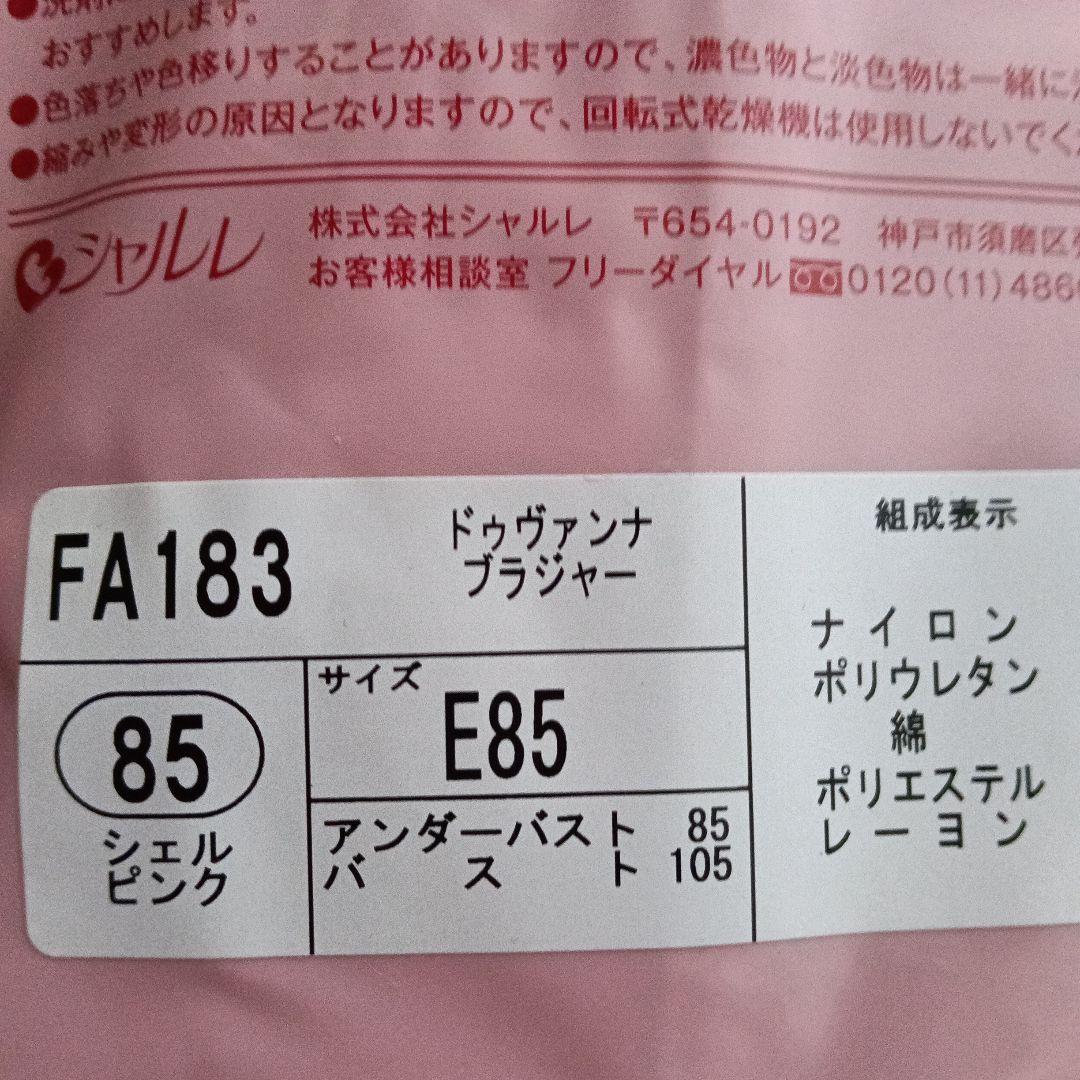 おすすめします。
●色落ちや色移りすることがありますので、濃色物と淡色物は一緒に
●縮みや変形の原因となりますので、回転式乾燥機は使用しないでく
シャルレ
株式会社シャルレ 〒654-0192 神戸市須磨区
お客様相談室 フリーダイヤル 0120(11)486
FA183
ドゥヴァンナ
ブラジャー
85
シェル
ピンク
サイズ
E85
アンダーバスト 85
バスト 105
組成表示
ナイロン
ポリウレタン
綿
ポリエステル
レーヨン